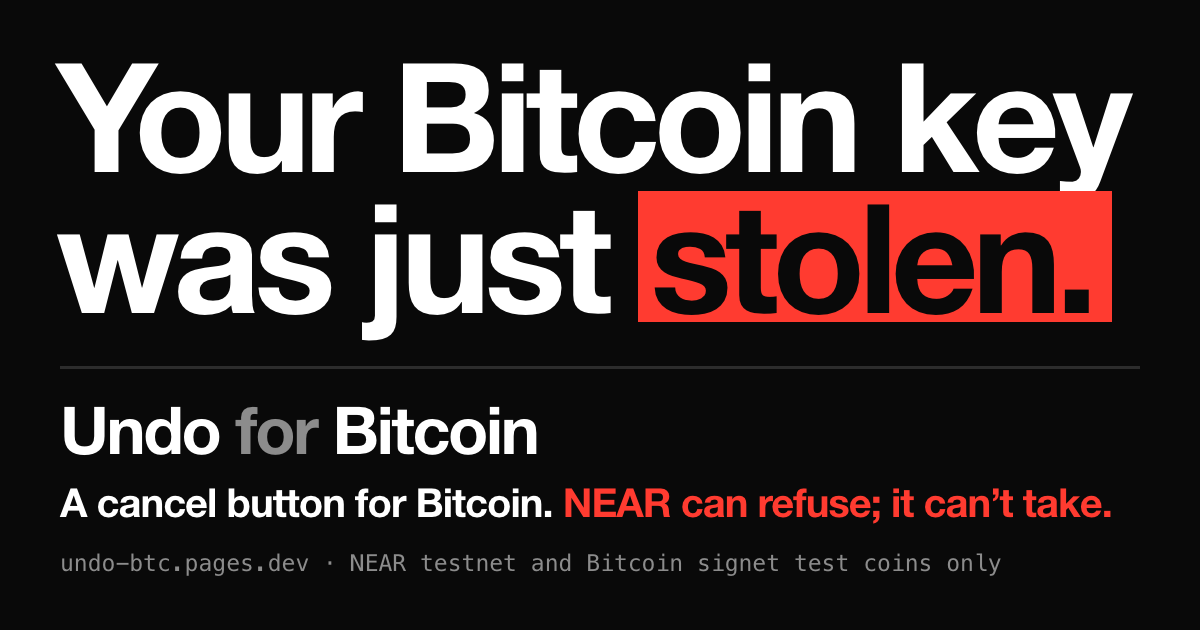 Your Bitcoin key
was just stolen.
Undo for Bitcoin
A cancel button for Bitcoin. NEAR can refuse; it can’t take.
undo-btc.pages.dev · NEAR testnet and Bitcoin signet test coins only